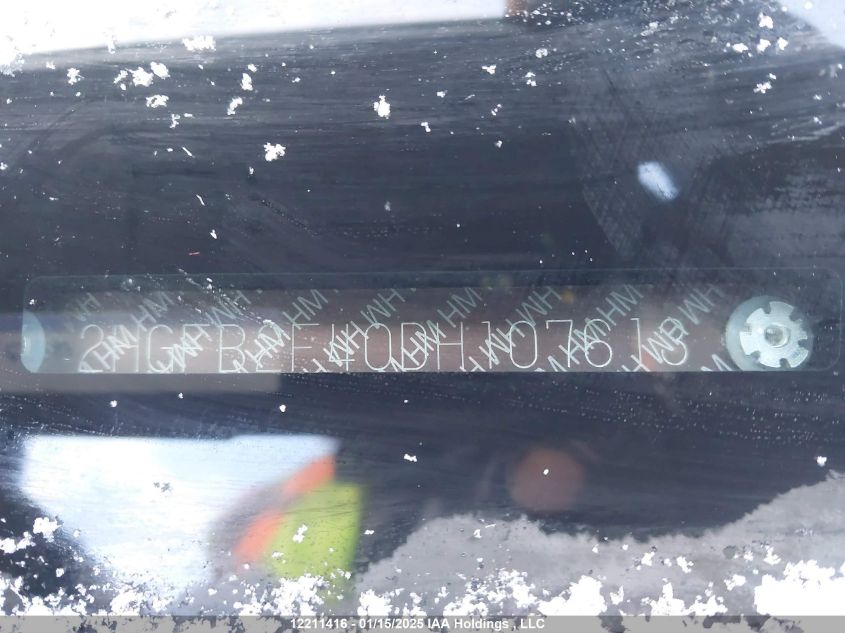 2HGFB2F40DH107613
12211416 - 01/15/2025 IAA Holdings , LLC